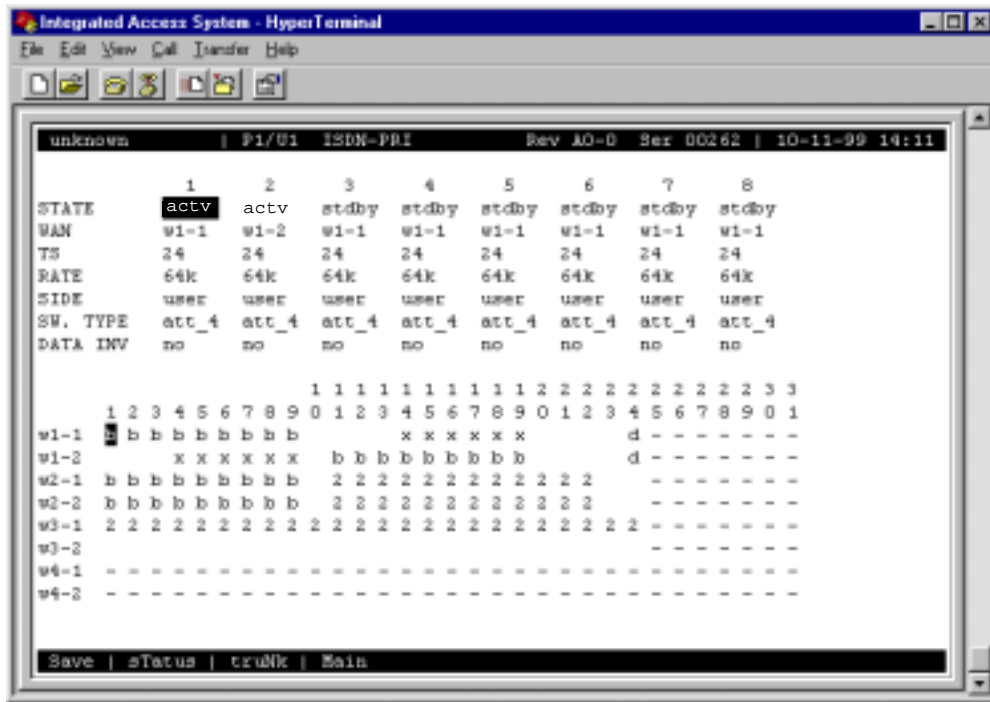 Integrated Access System - HyperTerminal
File Edit View Call Transfer Help
unknown | P1/U1 ISDN-PRI Rev A0-0 Ser 00262 | 10-11-99 14:11
1 2 3 4 5 6 7 8
STATE actv actv stdby stdby stdby stdby stdby stdby
WAN w1-1 w1-2 w1-1 w1-1 w1-1 w1-1 w1-1 w1-1
TS 24 24 24 24 24 24 24 24
RATE 64k 64k 64k 64k 64k 64k 64k 64k
SIDE user user user user user user user user
SW. TYPE att_4 att_4 att_4 att_4 att_4 att_4 att_4 att_4
DATA INV no no no no no no no no
1 1 1 1 1 1 1 1 1 1 2 2 2 2 2 2 2 2 2 2 3 3
1 2 3 4 5 6 7 8 9 0 1 2 3 4 5 6 7 8 9 0 1 2 3 4 5 6 7 8 9 0 1
w1-1 b b b b b b b b b x x x x x x d - - - - - - -
w1-2 x x x x x x b b b b b b b b b d - - - - - - -
w2-1 b b b b b b b b b 2 2 2 2 2 2 2 2 2 2 2 2 - - - - - - -
w2-2 b b b b b b b b b 2 2 2 2 2 2 2 2 2 2 2 2 - - - - - - -
w3-1 2 2 2 2 2 2 2 2 2 2 2 2 2 2 2 2 2 2 2 2 2 2 2 2 - - - - - - -
w3-2 - - - - - - -
w4-1 - - - - - - - - - - - - - - - - - - - - - - - - - - - - - - -
w4-2 - - - - - - - - - - - - - - - - - - - - - - - - - - - - - - -
Save | sTatus | truNk | Main